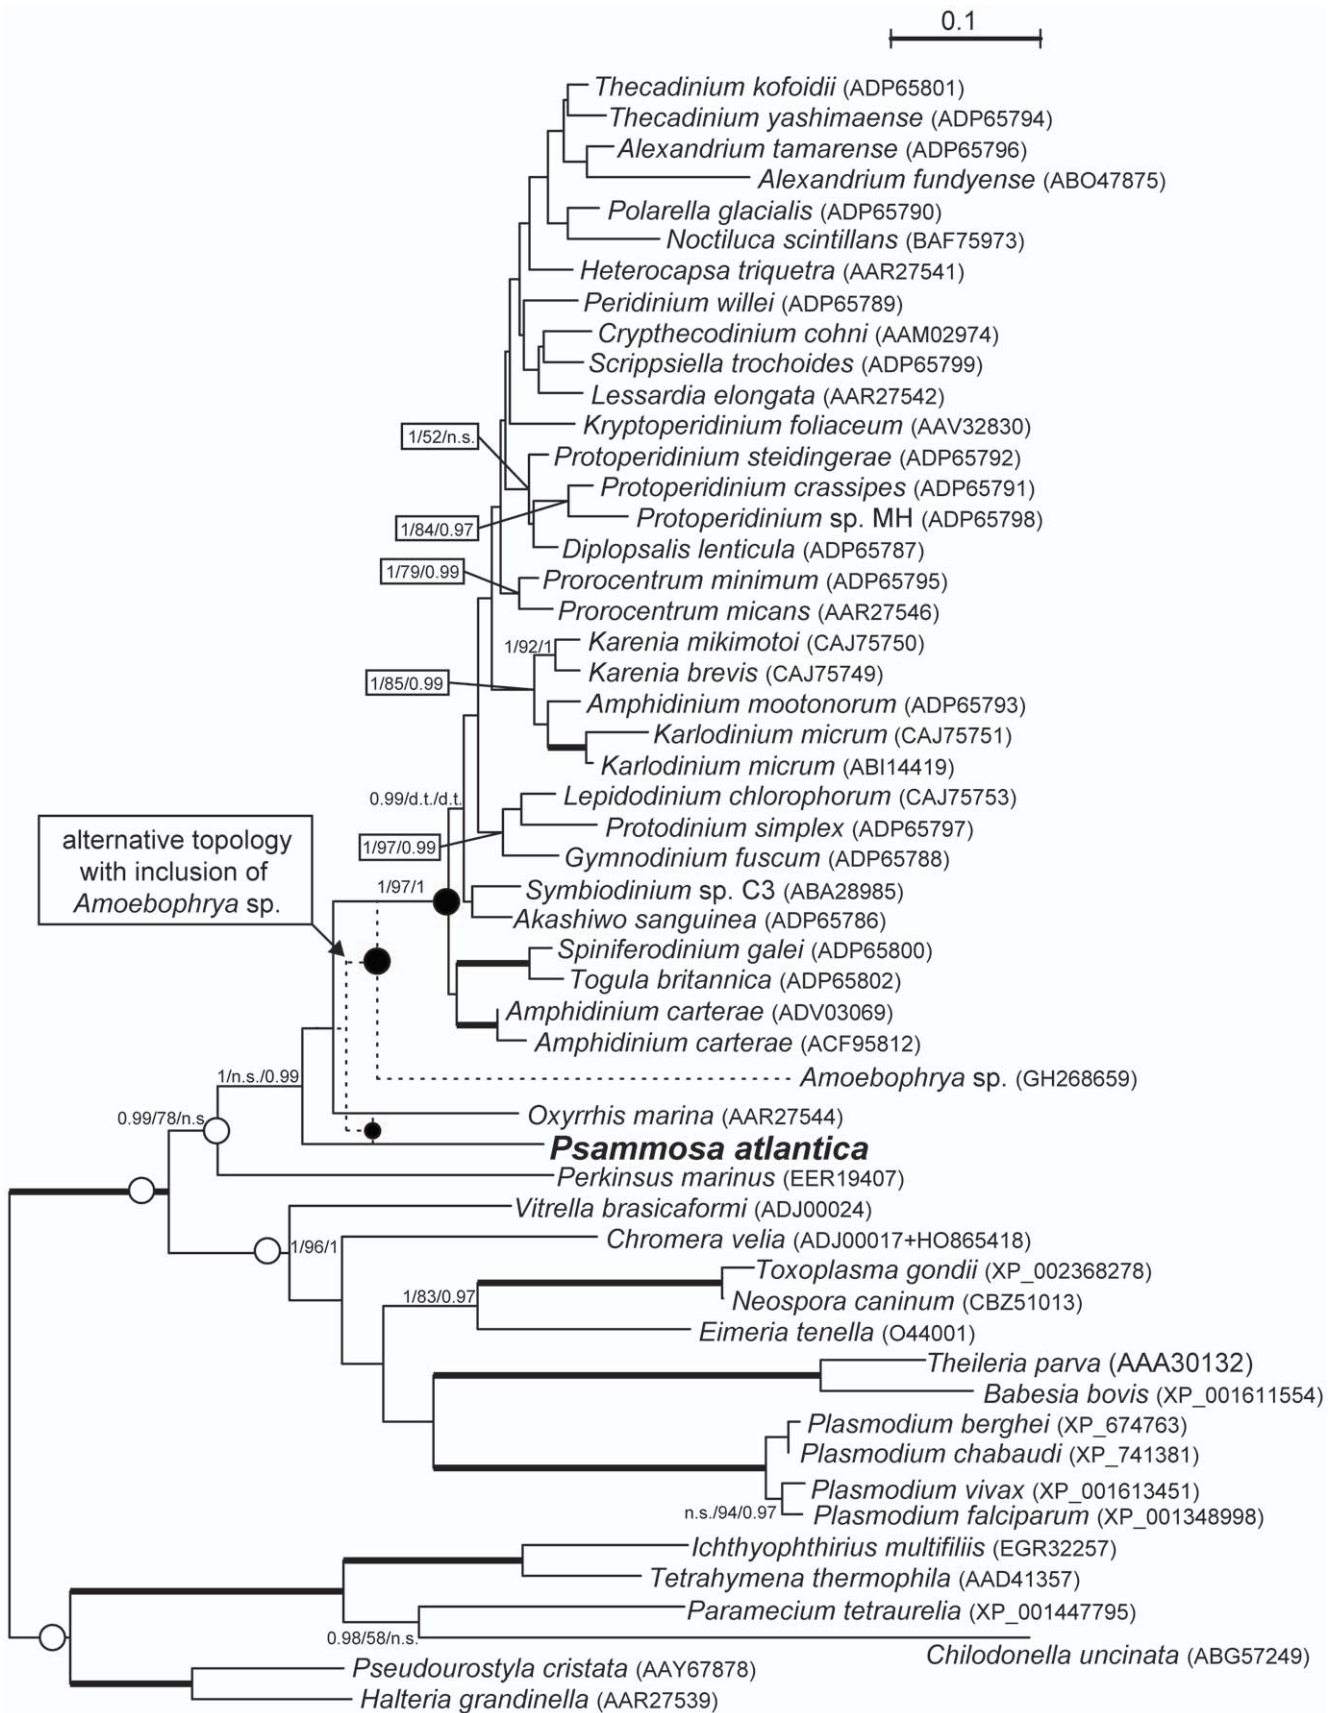 0.1
Thecadinium kofoidii (ADP65801)
Thecadinium yashimaense (ADP65794)
Alexandrium tamarense (ADP65796)
Alexandrium fundyense (ABO47875)
Polarella glacialis (ADP65790)
Noctiluca scintillans (BAF75973)
Heterocapsa triquetra (AAR27541)
Peridinium willei (ADP65789)
Crypthecodinium cohni (AAM02974)
Scrippsiella trochoides (ADP65799)
Lessardia elongata (AAR27542)
Kryptoperidinium foliaceum (AAV32830)
1/52/n.s.
Protoperidinium steidingerae (ADP65792)
Protoperidinium crassipes (ADP65791)
Protoperidinium sp. MH (ADP65798)
1/84/0.97
Diplopsalis lenticula (ADP65787)
1/79/0.99
Prorocentrum minimum (ADP65795)
Prorocentrum micans (AAR27546)
1/92/1
Karenia mikimotoi (CAJ75750)
Karenia brevis (CAJ75749)
1/85/0.99
Amphidinium mootonorum (ADP65793)
Karlodinium micrum (CAJ75751)
Karlodinium micrum (ABI14419)
0.99/d.t./d.t.
Lepidodinium chlorophorum (CAJ75753)
Protodinium simplex (ADP65797)
1/97/0.99
Gymnodinium fuscum (ADP65788)
alternative topology
with inclusion of
Amoebophrya sp.
1/97/1
Symbiodinium sp. C3 (ABA28985)
Akashiwo sanguinea (ADP65786)
Spiniferodinium galei (ADP65800)
Togula britannica (ADP65802)
Amphidinium carterae (ADV03069)
Amphidinium carterae (ACF95812)
Amoebophrya sp. (GH268659)
1/n.s./0.99
0.99/78/n.s
Oxyrrhis marina (AAR27544)
Psammosa atlantica
Perkinsus marinus (EER19407)
Vitrella brasicaformi (ADJ00024)
1/96/1
Chromera velia (ADJ00017+HO865418)
Toxoplasma gondii (XP_002368278)
1/83/0.97
Neospora caninum (CBZ51013)
Eimeria tenella (O44001)
Theileria parva (AAA30132)
Babesia bovis (XP_001611554)
Plasmodium berghei (XP_674763)
Plasmodium chabaudi (XP_741381)
Plasmodium vivax (XP_001613451)
n.s./94/0.97
Plasmodium falciparum (XP_001348998)
Ichthyophthirius multifiliis (EGR32257)
Tetrahymena thermophila (AAD41357)
Paramecium tetraurelia (XP_001447795)
0.98/58/n.s.
Chilodonella uncinata (ABG57249)
Pseudourostyla cristata (AAY67878)
Halteria grandinella (AAR27539)